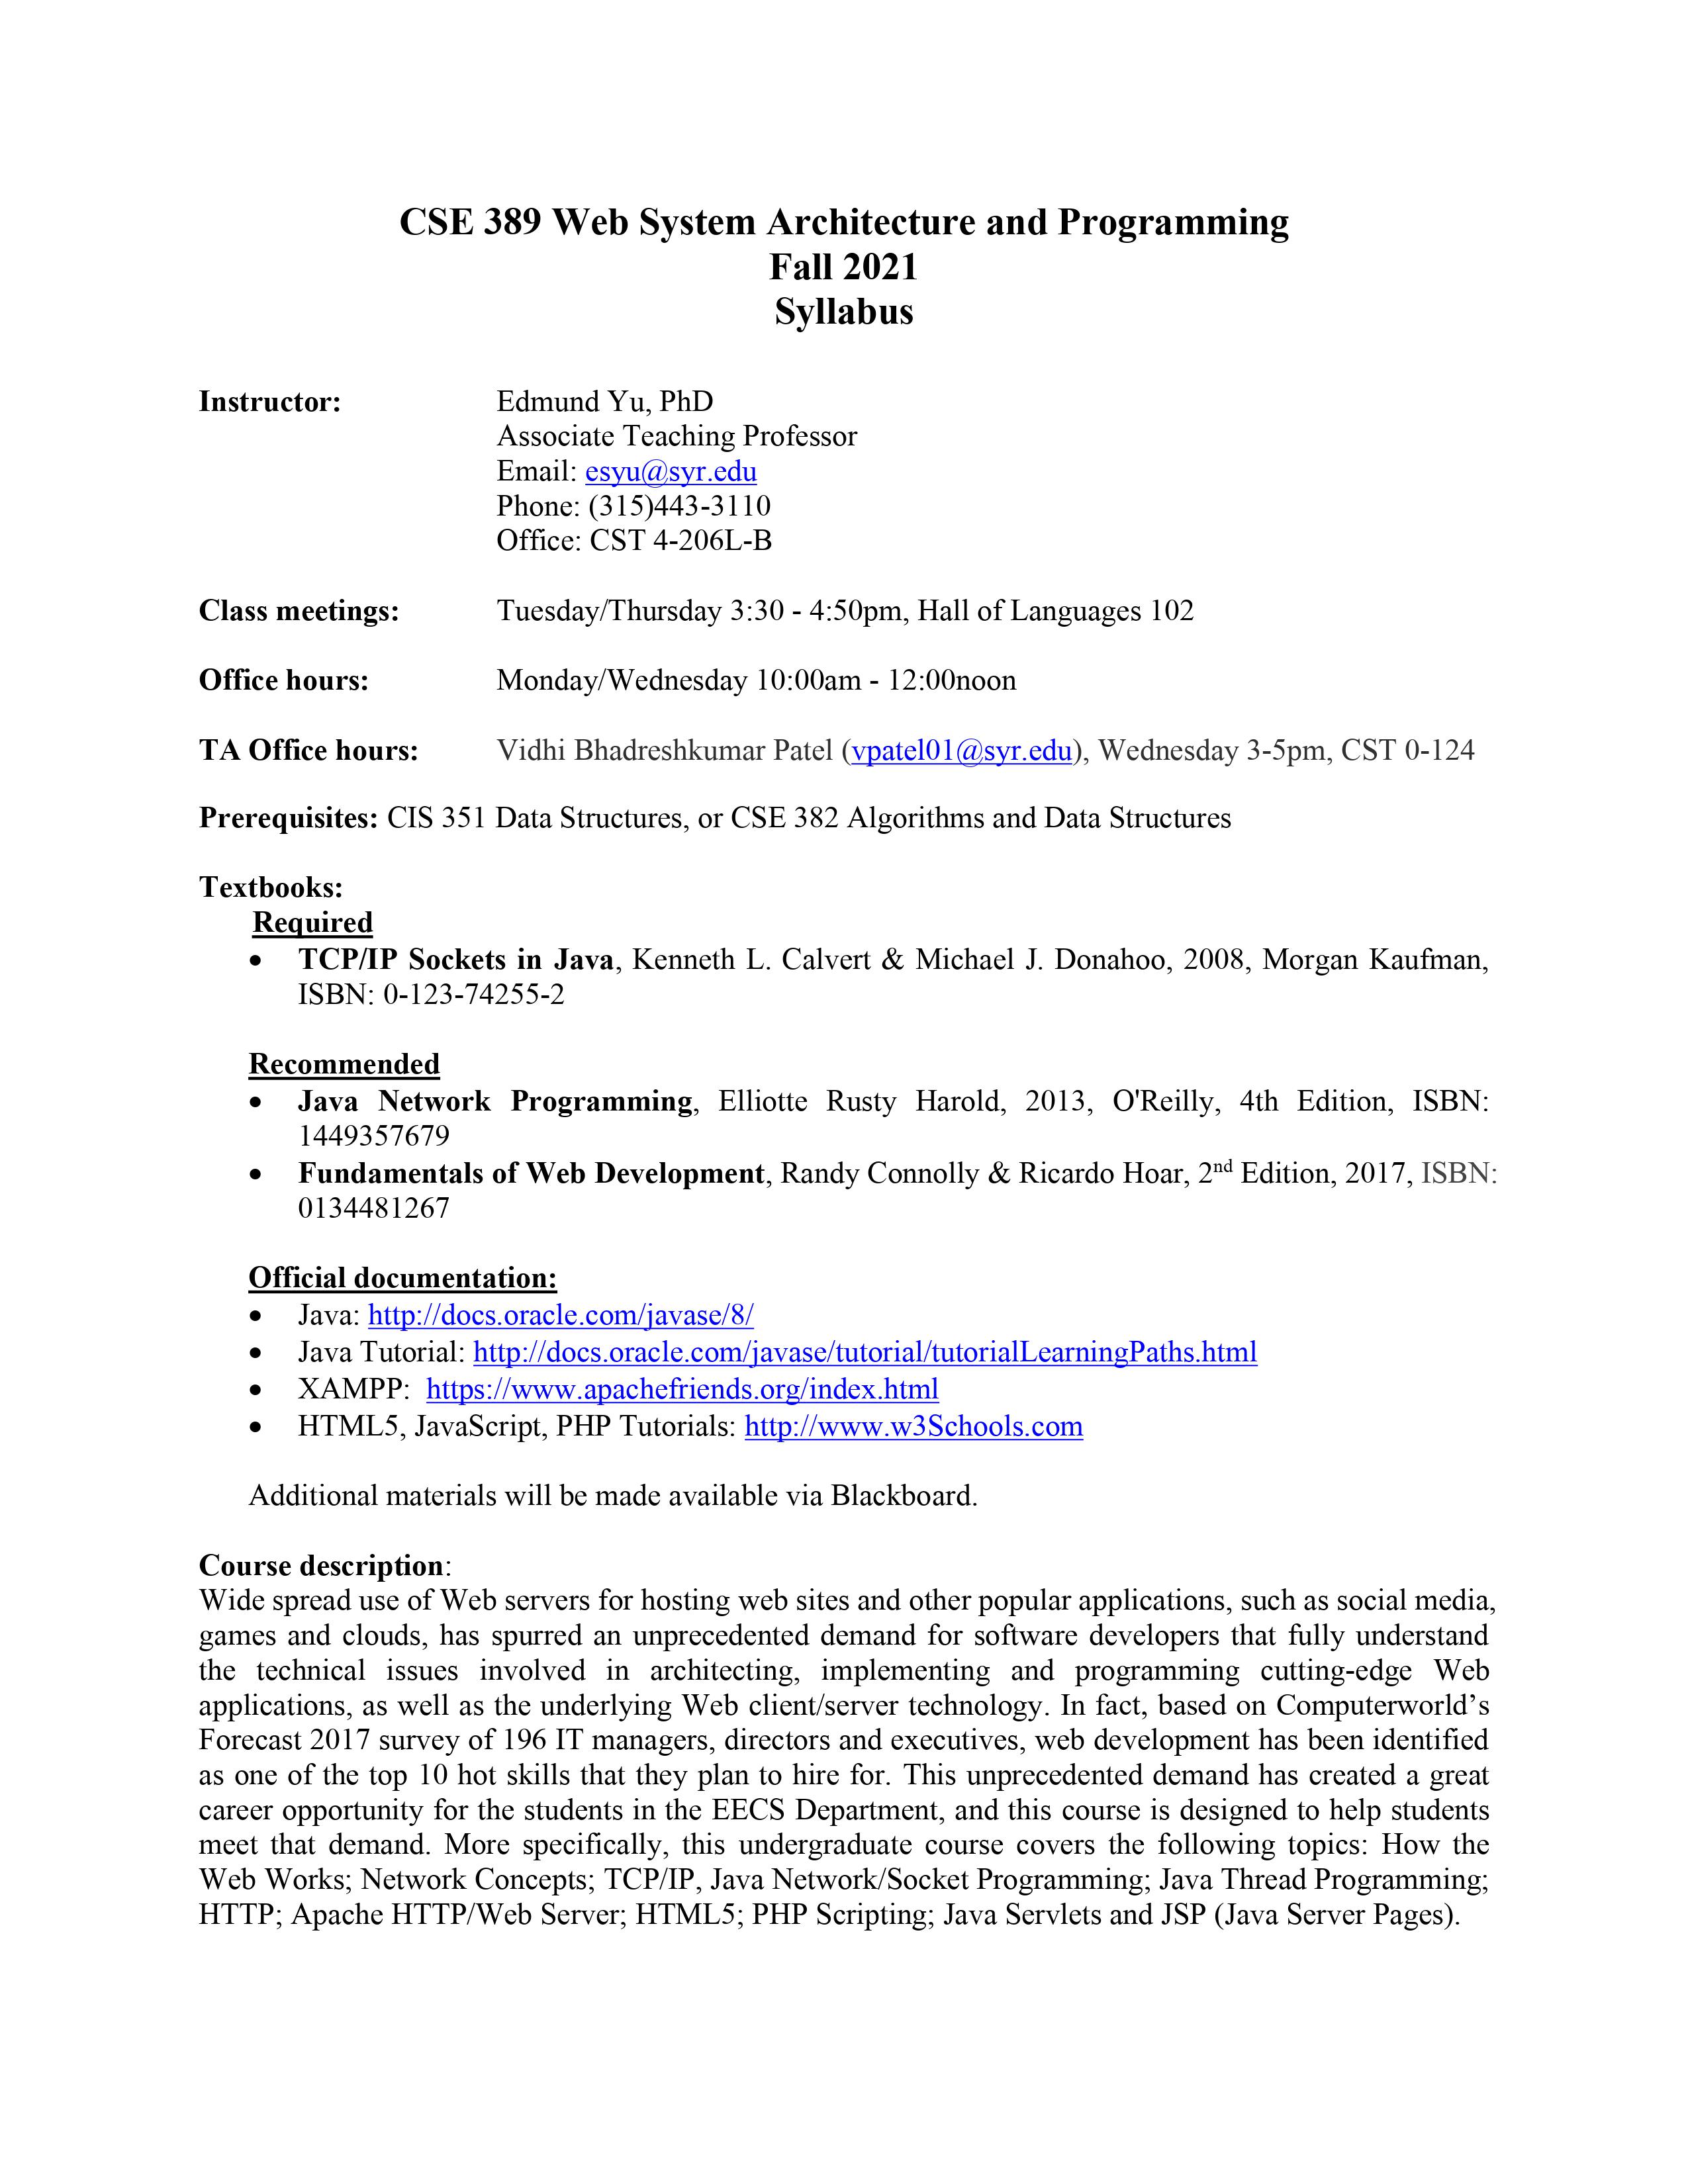 CSE 389 Web System Architecture and Programming
Fall 2021
Syllabus
Instructor: Edmund Yu, PhD
Associate Teaching Professor
Email: esyu@syr.edu
Phone: (315)443-3110
Office: CST 4-206L-B
Class meetings: Tuesday/Thursday 3:30 - 4:50pm, Hall of Languages 102
Office hours: Monday/Wednesday 10:00am - 12:00noon
TA Office hours: Vidhi Bhadreshkumar Patel (vpatel01@syr.edu), Wednesday 3-5pm, CST 0-124
Prerequisites: CIS 351 Data Structures, or CSE 382 Algorithms and Data Structures
Textbooks:
Required
• TCP/IP Sockets in Java, Kenneth L. Calvert & Michael J. Donahoo, 2008, Morgan Kaufman,
ISBN: 0-123-74255-2
Recommended
• Java Network Programming, Elliotte Rusty Harold, 2013, O'Reilly, 4th Edition, ISBN:
1449357679
• Fundamentals of Web Development, Randy Connolly & Ricardo Hoar, 2nd Edition, 2017, ISBN:
0134481267
Official documentation:
• Java: http://docs.oracle.com/javase/8/
• Java Tutorial: http://docs.oracle.com/javase/tutorial/tutorialLearningPaths.html
• XAMPP: https://www.apachefriends.org/index.html
• HTML5, JavaScript, PHP Tutorials: http://www.w3Schools.com
Additional materials will be made available via Blackboard.
Course description:
Wide spread use of Web servers for hosting web sites and other popular applications, such as social media,
games and clouds, has spurred an unprecedented demand for software developers that fully understand
the technical issues involved in architecting, implementing and programming cutting-edge Web
applications, as well as the underlying Web client/server technology. In fact, based on Computerworld’s
Forecast 2017 survey of 196 IT managers, directors and executives, web development has been identified
as one of the top 10 hot skills that they plan to hire for. This unprecedented demand has created a great
career opportunity for the students in the EECS Department, and this course is designed to help students
meet that demand. More specifically, this undergraduate course covers the following topics: How the
Web Works; Network Concepts; TCP/IP, Java Network/Socket Programming; Java Thread Programming;
HTTP; Apache HTTP/Web Server; HTML5; PHP Scripting; Java Servlets and JSP (Java Server Pages).